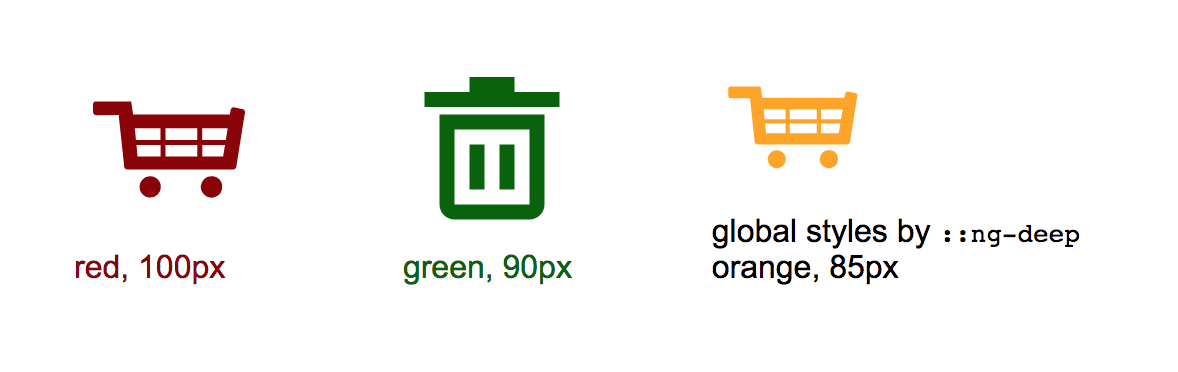 red, 100px
green, 90px
global styles by ::ng-deep
orange, 85px